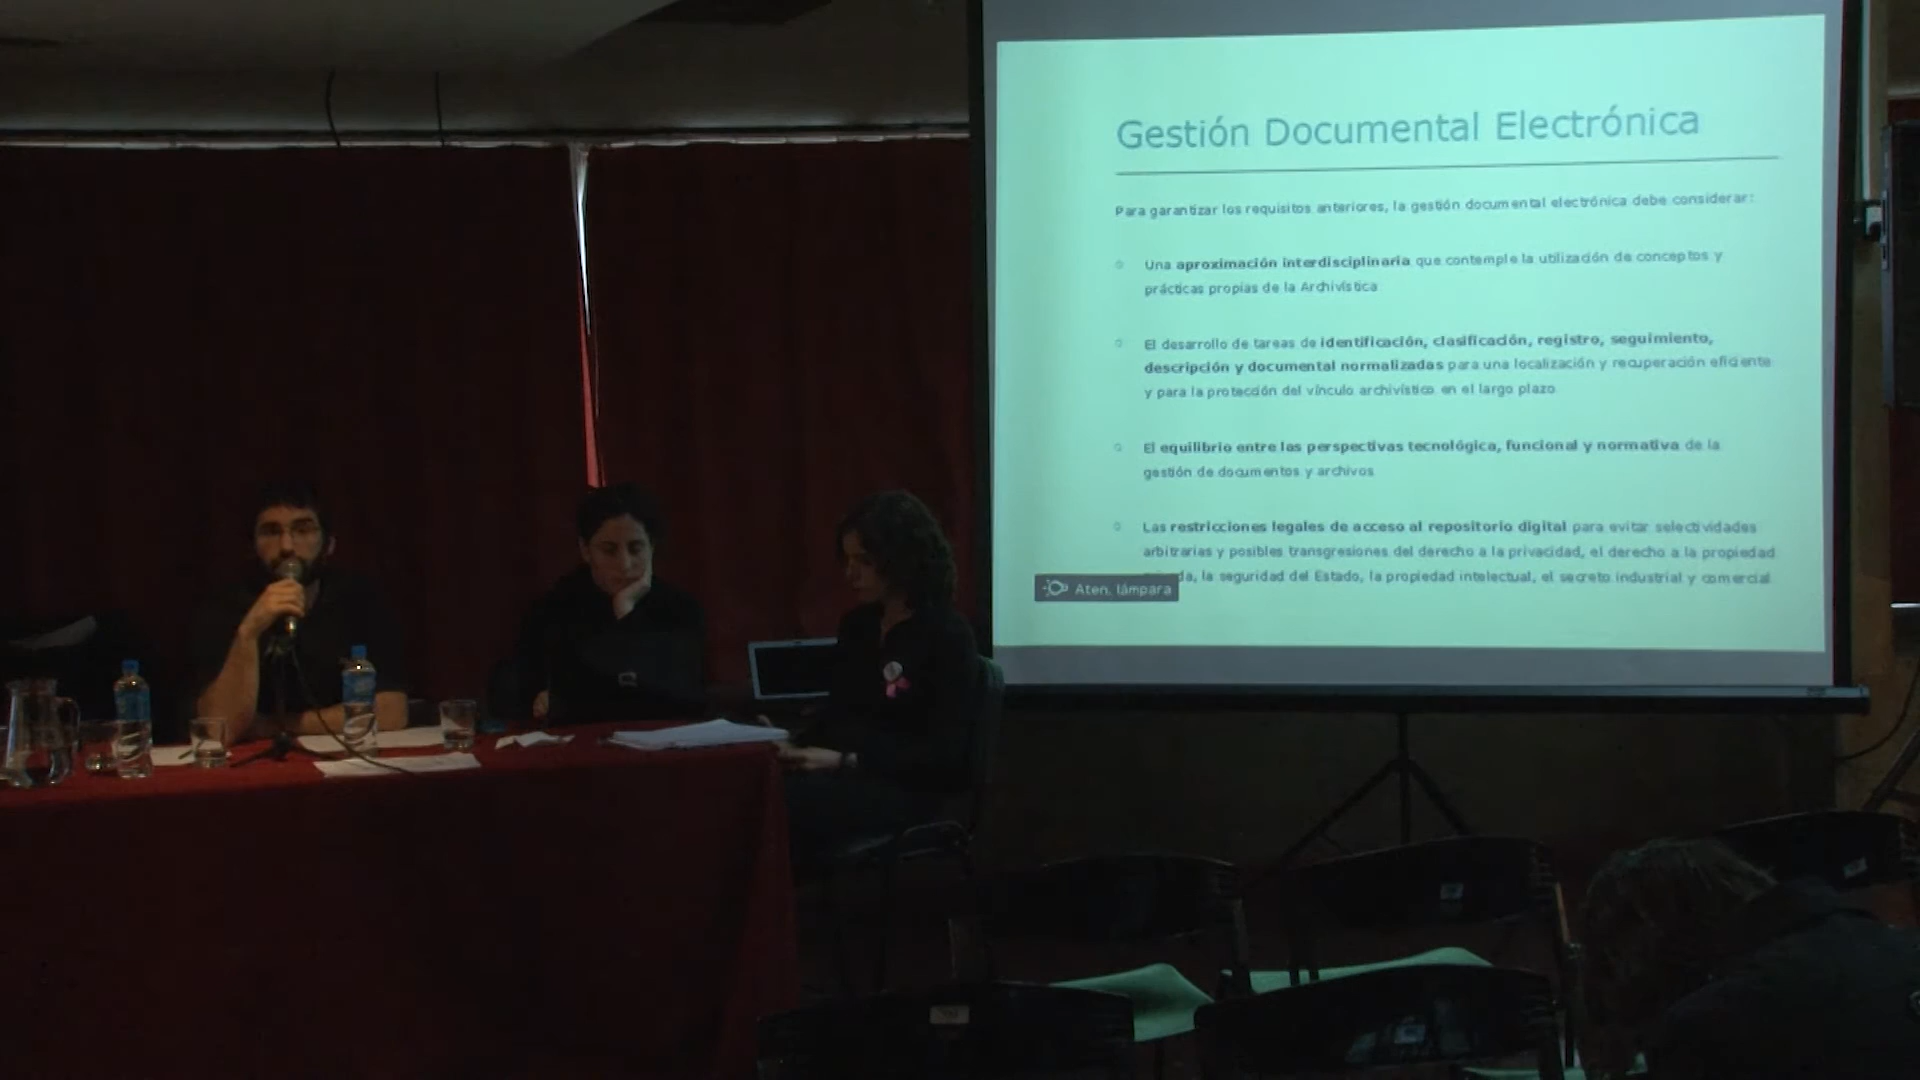 Gestión Documental Electrónica
Para garantizar los requisitos anteriores, la gestión documental electrónica debe considerar:
Una aproximación interdisciplinaria que contemple la utilización de conceptos y
prácticas propias de la Archivística
El desarrollo de tareas de identificación, clasificación, registro, seguimiento,
descripción y documental normalizadas para una localización y recuperación eficiente
y para la protección del vínculo archivístico en el largo plazo
El equilibrio entre las perspectivas tecnológica, funcional y normativa de la
gestión de documentos y archivos
Las restricciones legales de acceso al repositorio digital para evitar selectividades
arbitrarias y posibles transgresiones del derecho a la privacidad, el derecho a la propiedad
la seguridad del Estado, la propiedad intelectual, el secreto industrial y comercial
Aten. lámpara